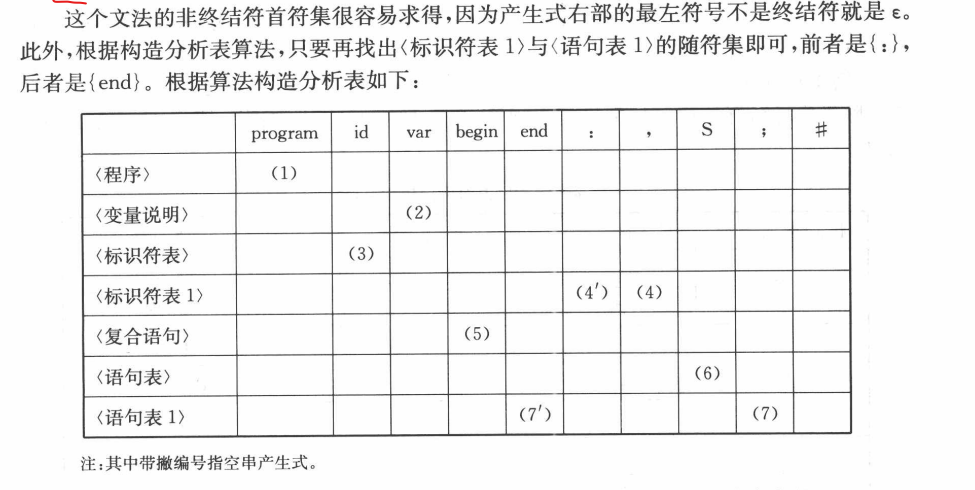 这个文法的非终结符首符集很容易求得,因为产生式右部的最左符号不是终结符就是 ε。
此外,根据构造分析表算法,只要再找出〈标识符表 1〉与〈语句表 1〉的随符集即可,前者是{:},
后者是{end}。根据算法构造分析表如下:
program id var begin end : , S ; #
〈程序〉 (1)
〈变量说明〉 (2)
〈标识符表〉 (3)
〈标识符表 1〉 (4′) (4)
〈复合语句〉 (5)
〈语句表〉 (6)
〈语句表 1〉 (7′) (7)
注:其中带撇编号指空串产生式。